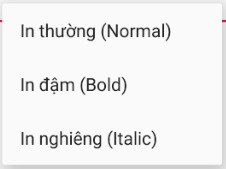 In thường (Normal)
In đậm (Bold)
In nghiêng (Italic)